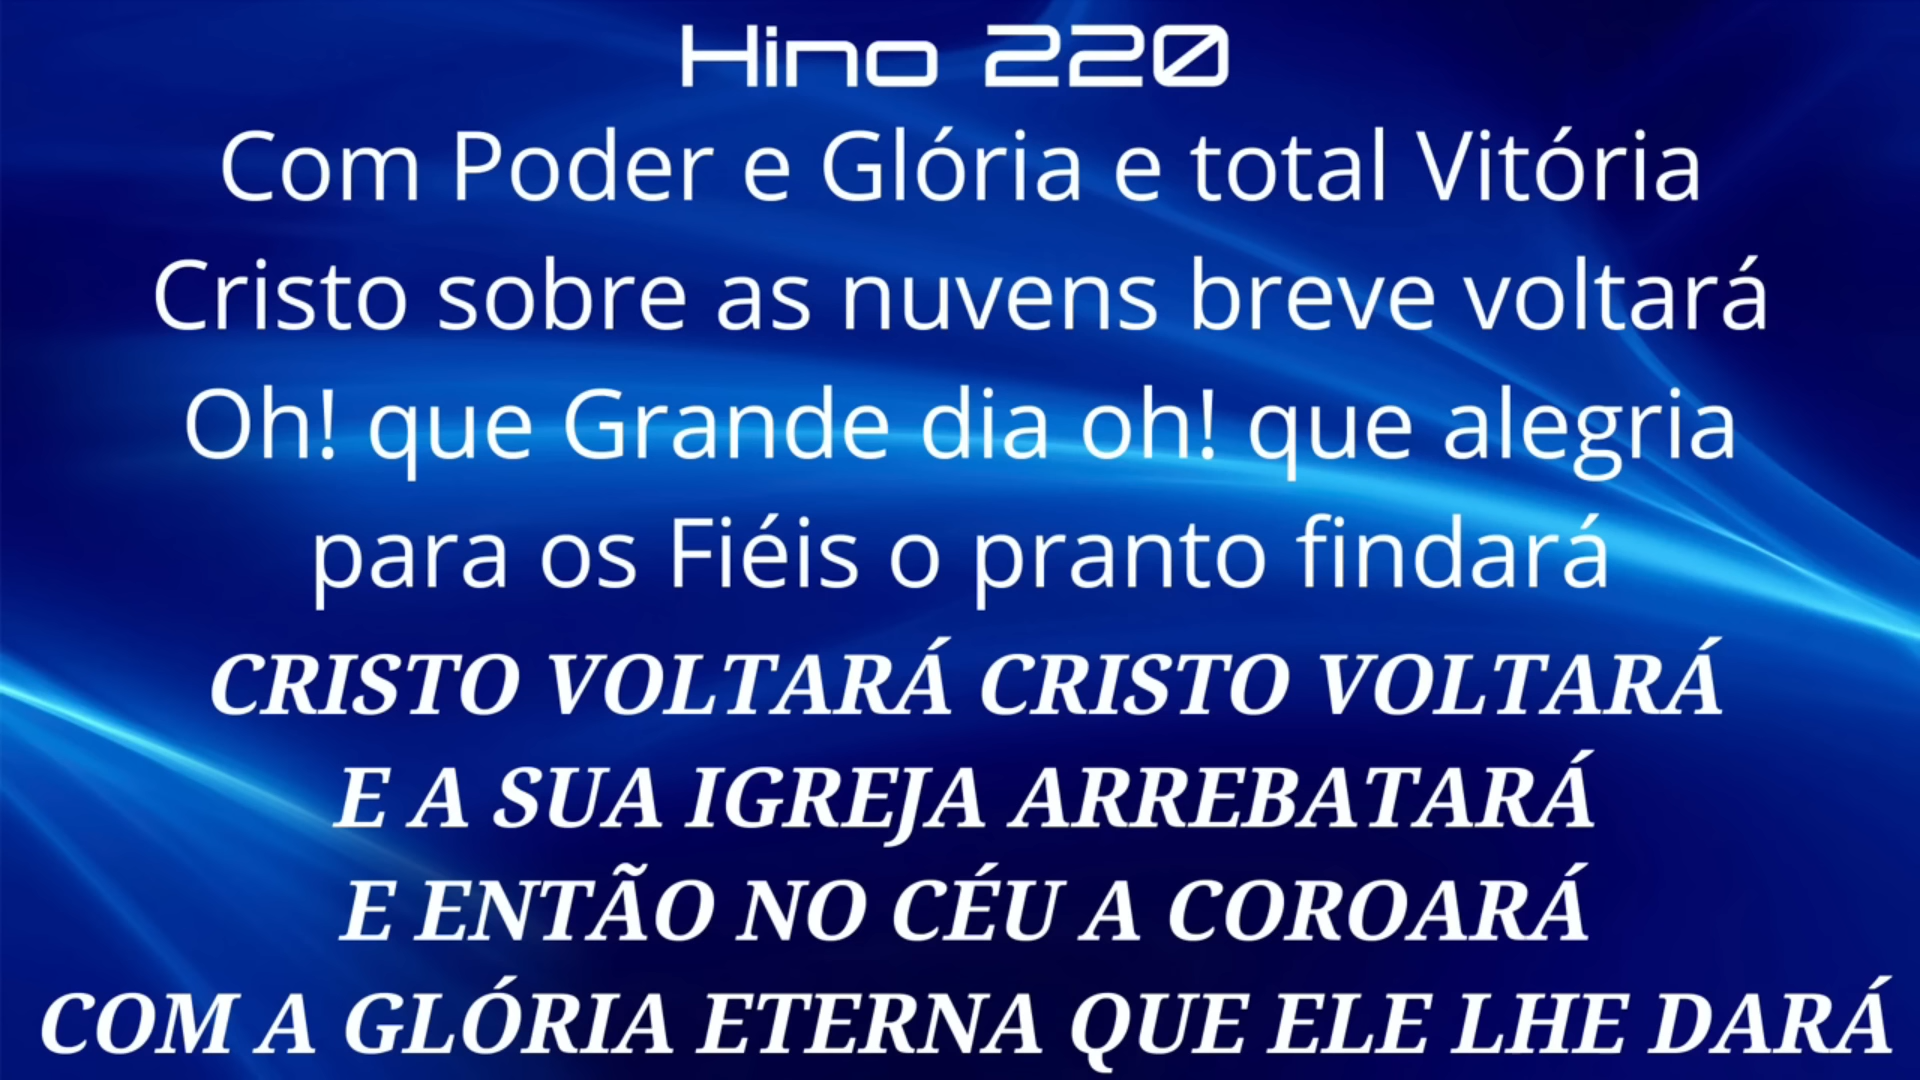 Hino 220
Com Poder e Glória e total Vitória
Cristo sobre as nuvens breve voltará
Oh! que Grande dia oh! que alegria
para os Fiéis o pranto findará
CRISTO VOLTARÁ CRISTO VOLTARÁ
E A SUA IGREJA ARREBATARÁ
E ENTÃO NO CÉU A COROARÁ
COM A GLÓRIA ETERNA QUE ELE LHE DARÁ